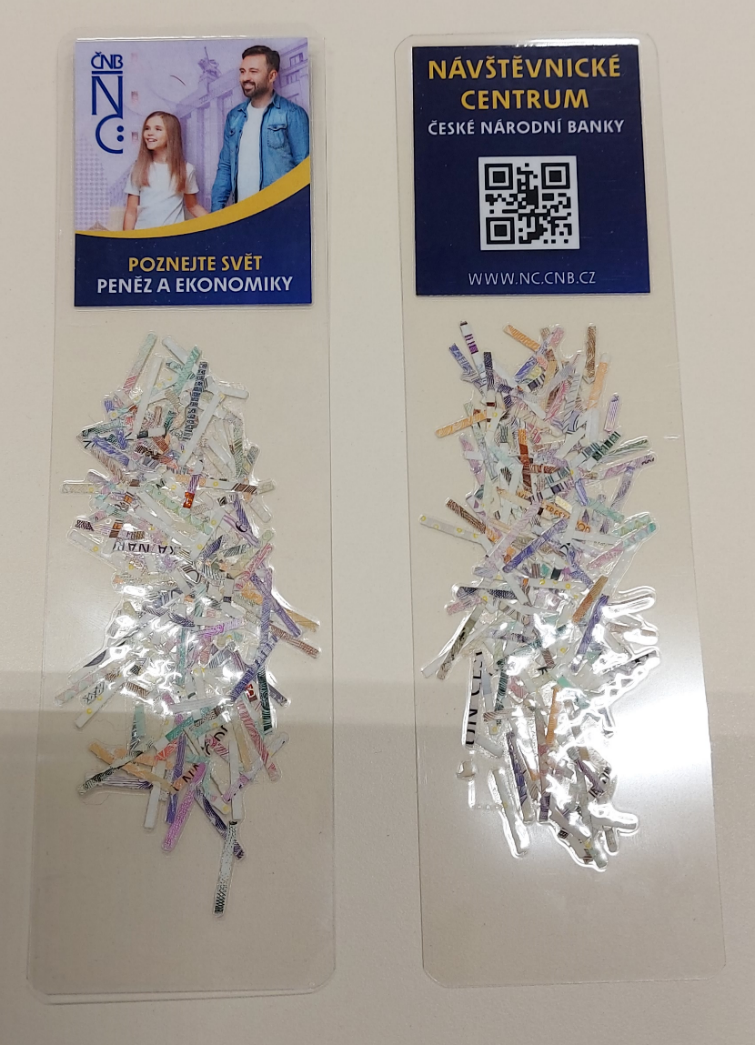 ČNB
NC
POZNEJTE SVĚT
PENĚZ A EKONOMIKY
NÁVŠTĚVNICKÉ
CENTRUM
ČESKÉ NÁRODNÍ BANKY
WWW.NC.CNB.CZ